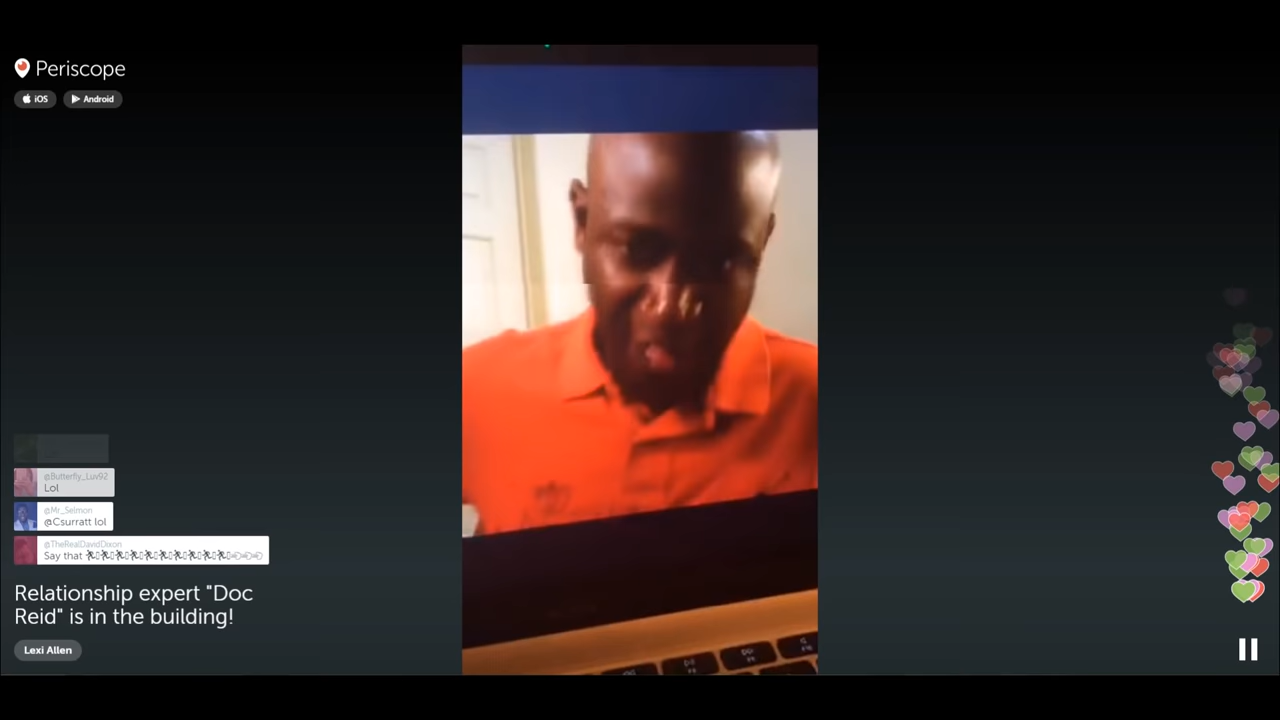 Periscope
iOS
Android
@Butterfly_Luv92
Lol
@Mr_Selmon
@Csurratt lol
@TheRealDavidDixon
Say that
Relationship expert "Doc
Reid" is in the building!
Lexi Allen